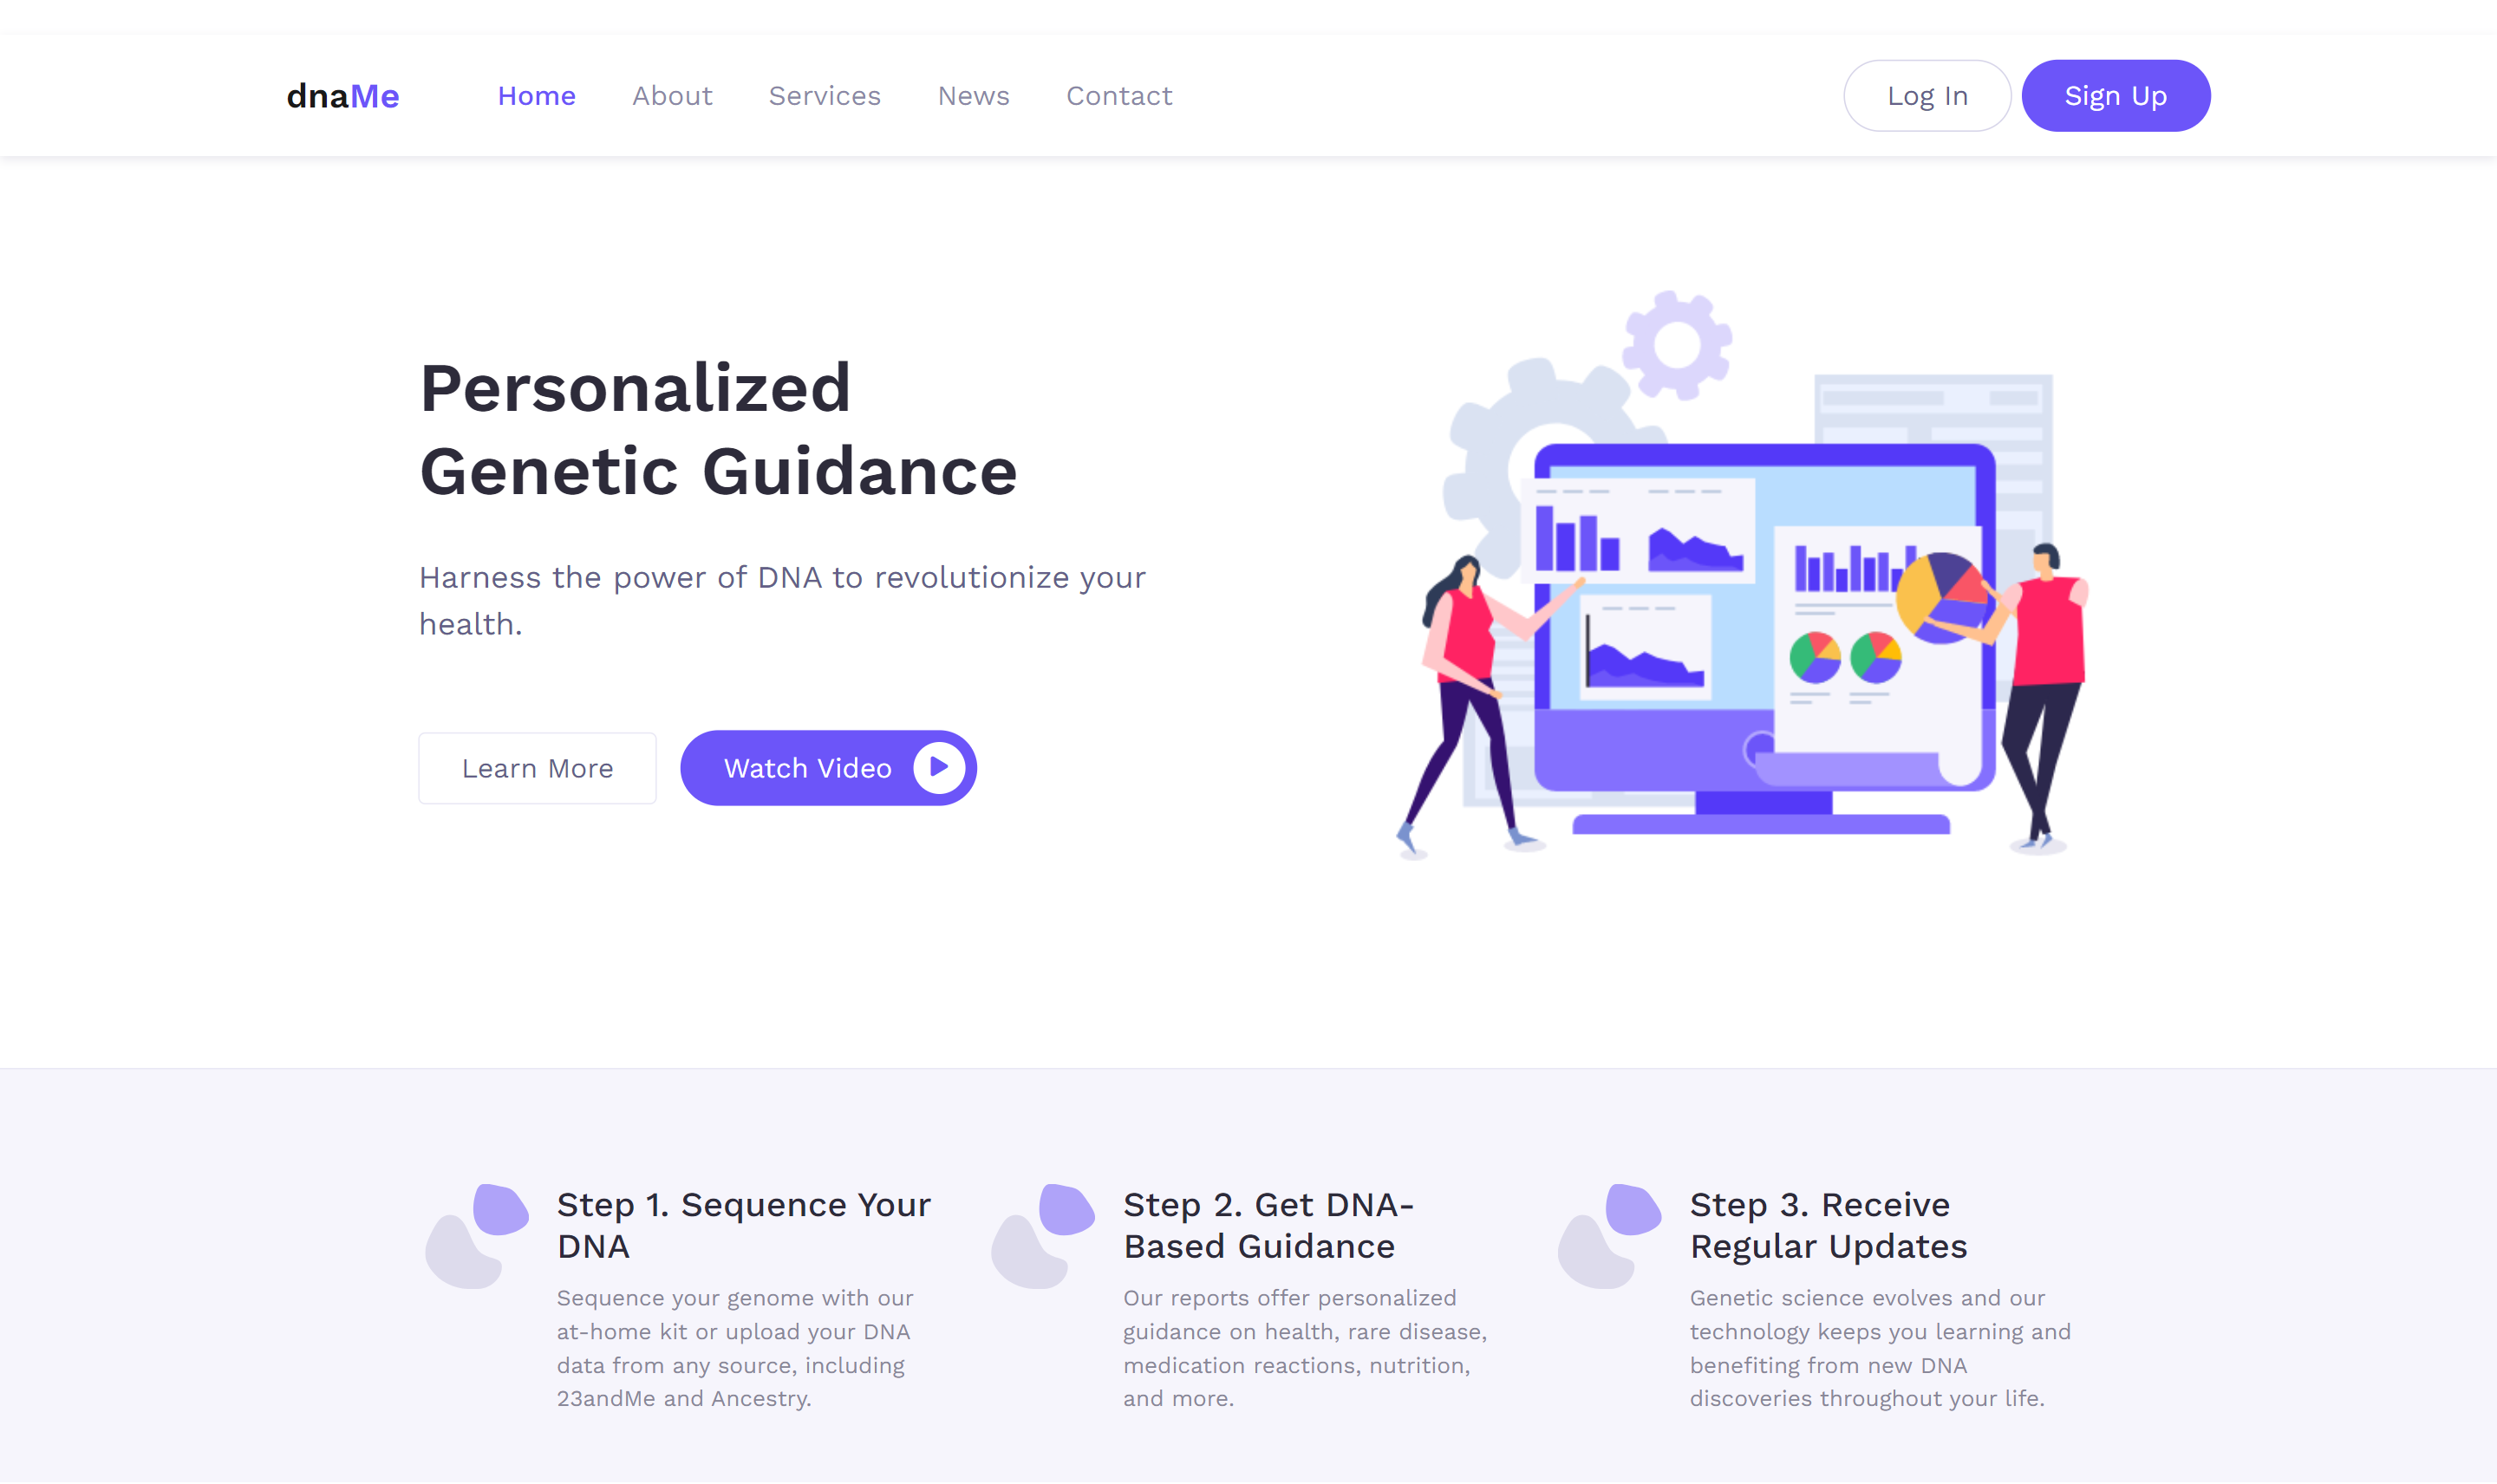 dnaMe
Home
About
Services
News
Contact
Log In
Sign Up
Personalized
Genetic Guidance
Harness the power of DNA to revolutionize your
health.
Learn More
Watch Video
Step 1. Sequence Your
DNA
Sequence your genome with our
at-home kit or upload your DNA
data from any source, including
23andMe and Ancestry.
Step 2. Get DNA-
Based Guidance
Our reports offer personalized
guidance on health, rare disease,
medication reactions, nutrition,
and more.
Step 3. Receive
Regular Updates
Genetic science evolves and our
technology keeps you learning and
benefiting from new DNA
discoveries throughout your life.